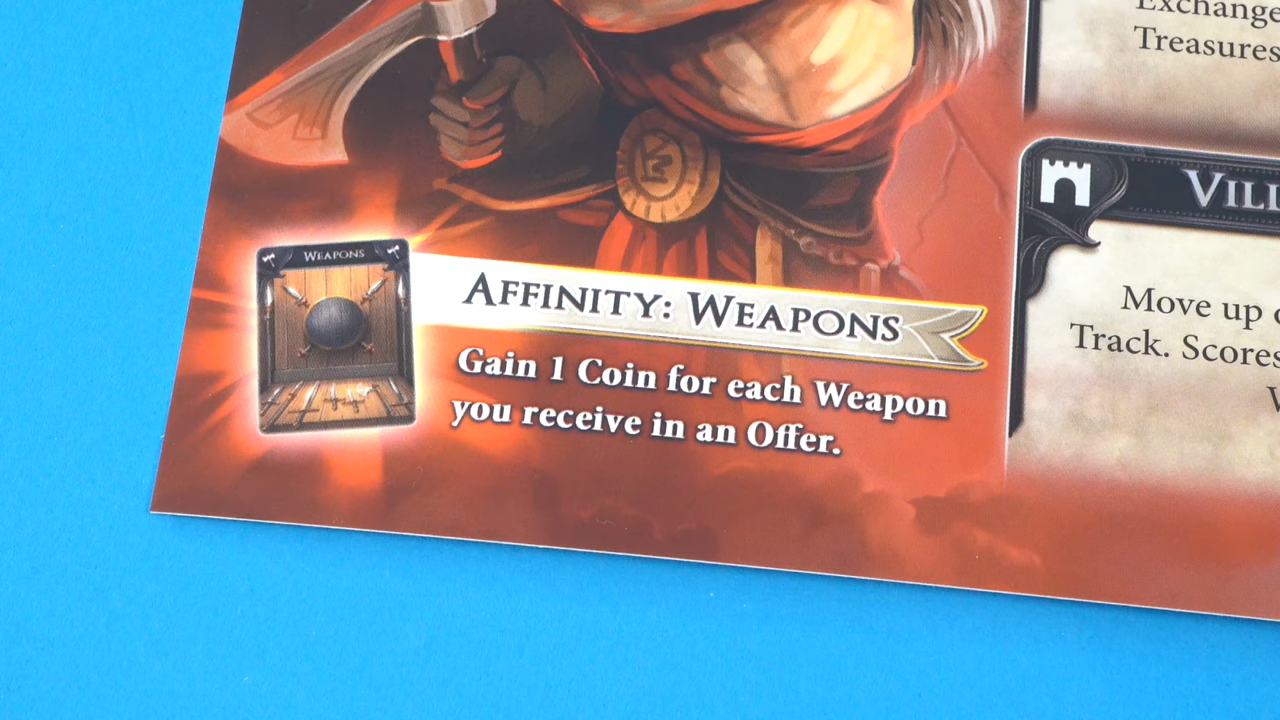 Exchange
Treasures
Move up
Track. Scores
WEAPONS
AFFINITY: WEAPONS
Gain 1 Coin for each Weapon
you receive in an Offer.